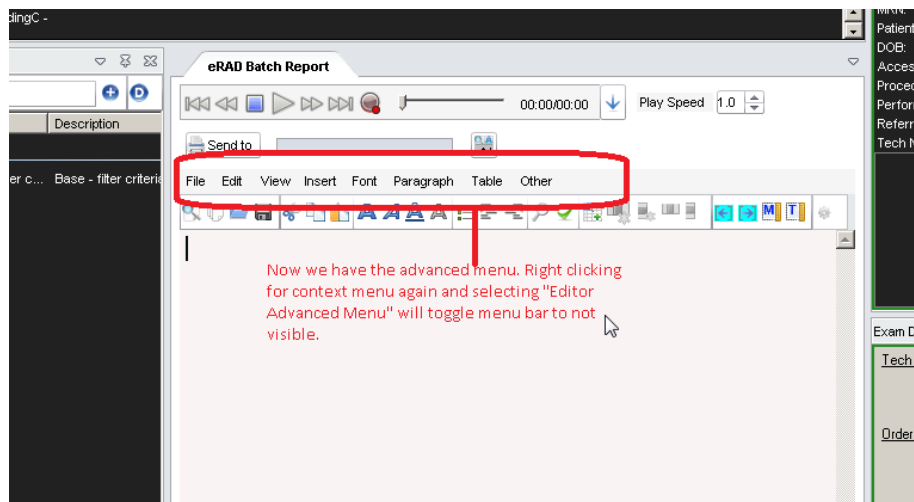 dingC -
MRN:
Patient
DOB:
Acces
Proced
Perfor
Referr
Tech N
eRAD Batch Report
D
00:00/00:00
Play Speed 1.0
Description
Send to
er c... Base - filter criteria
File Edit View Insert Font Paragraph Table Other
M T
Now we have the advanced menu. Right clicking
for context menu again and selecting "Editor
Advanced Menu" will toggle menu bar to not
visible.
Exam D
Tech
Order